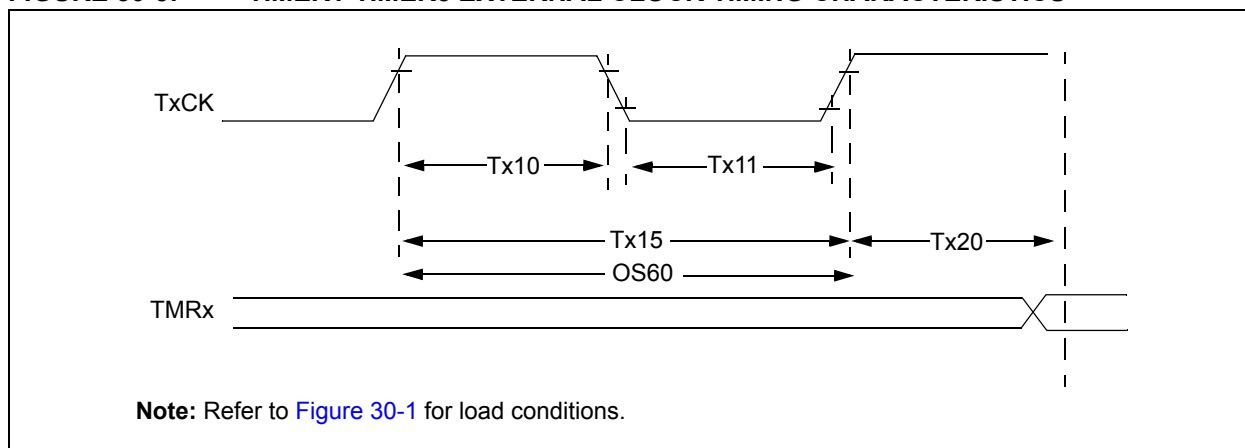 TxCK
Tx10
Tx11
Tx15
Tx20
OS60
TMRx
Note: Refer to Figure 30-1 for load conditions.